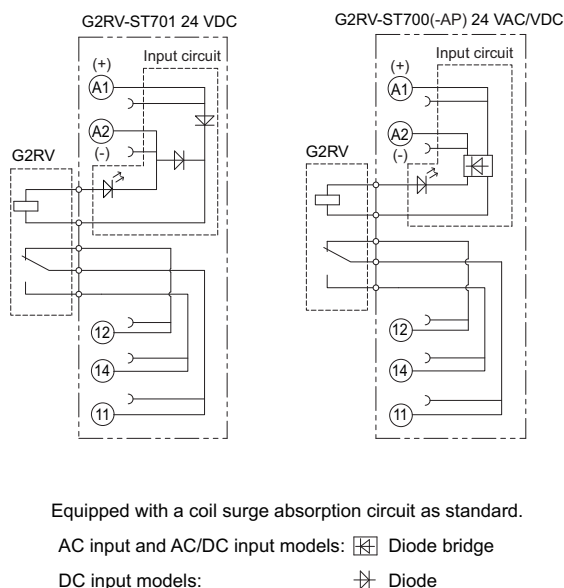 G2RV-ST701 24 VDC
Input circuit
(+)
A1
A2
(-)
G2RV
12
14
11
G2RV-ST700(-AP) 24 VAC/VDC
Input circuit
(+)
A1
A2
(-)
G2RV
12
14
11
Equipped with a coil surge absorption circuit as standard.
AC input and AC/DC input models: Diode bridge
DC input models: Diode